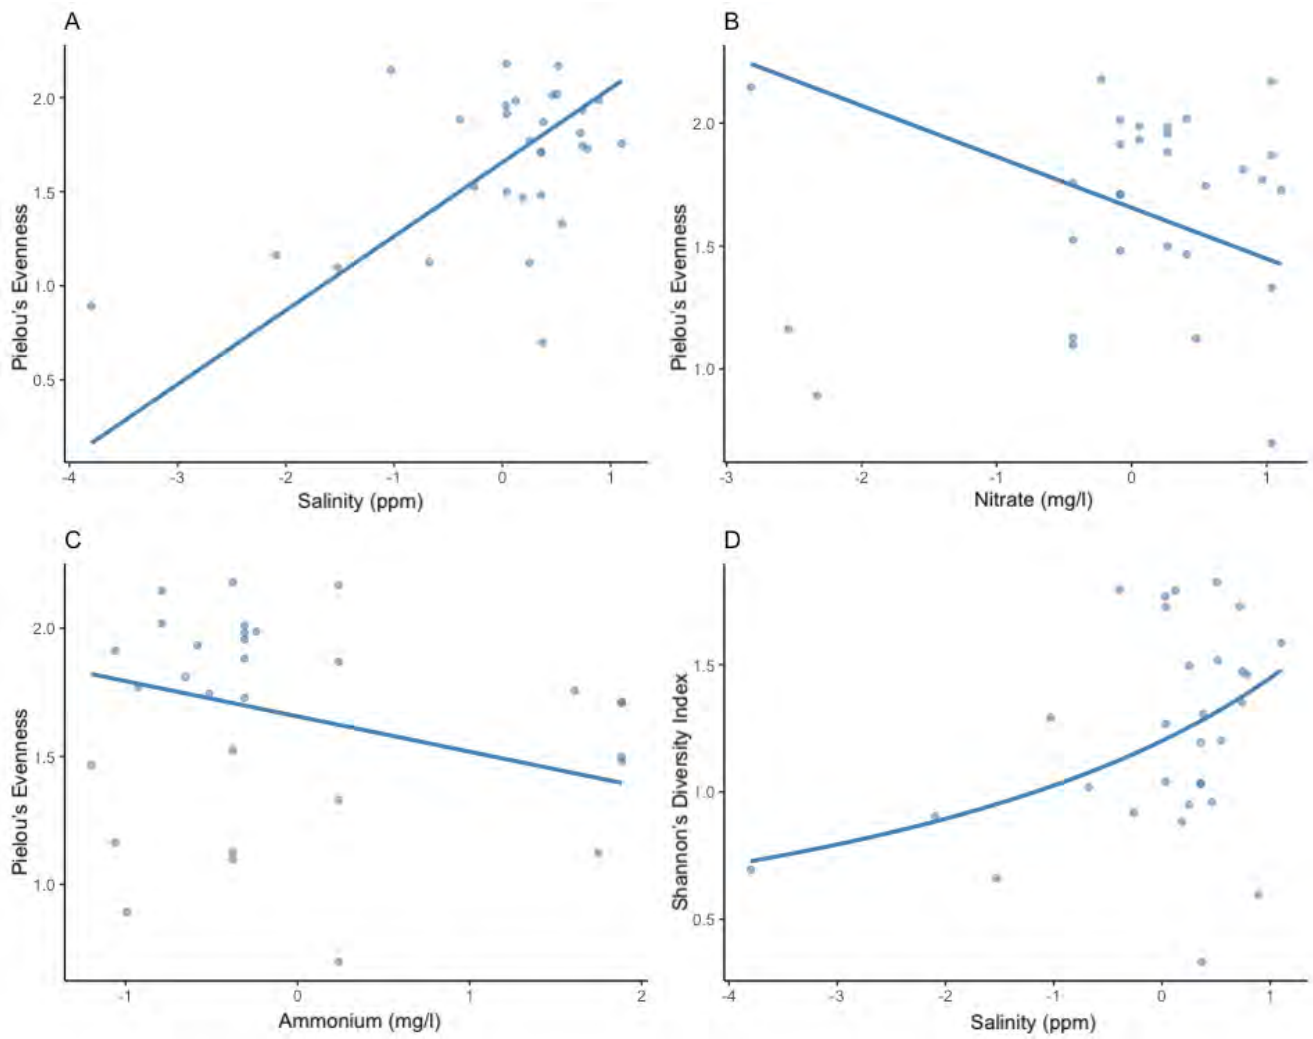 A
Pielou's Evenness
2.0
1.5
1.0
0.5
-4 -3 -2 -1 0 1
Salinity (ppm)
B
Pielou's Evenness
2.0
1.5
1.0
-3 -2 -1 0 1
Nitrate (mg/l)
C
Pielou's Evenness
2.0
1.5
1.0
-1 0 1 2
Ammonium (mg/l)
D
Shannon's Diversity Index
1.5
1.0
0.5
-4 -3 -2 -1 0 1
Salinity (ppm)